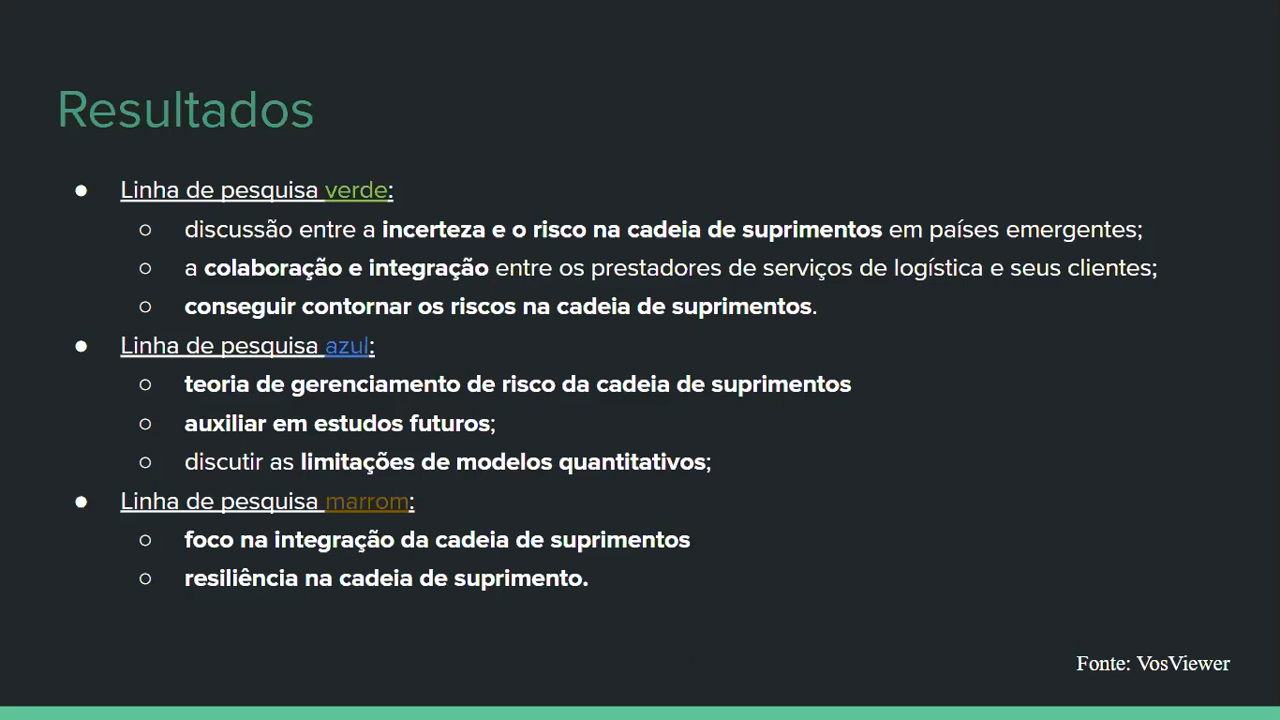 Resultados
● Linha de pesquisa verde:
○ discussão entre a incerteza e o risco na cadeia de suprimentos em países emergentes;
○ a colaboração e integração entre os prestadores de serviços de logística e seus clientes;
○ conseguir contornar os riscos na cadeia de suprimentos.
● Linha de pesquisa azul:
○ teoria de gerenciamento de risco da cadeia de suprimentos
○ auxiliar em estudos futuros;
○ discutir as limitações de modelos quantitativos;
● Linha de pesquisa marrom:
○ foco na integração da cadeia de suprimentos
○ resiliência na cadeia de suprimento.
Fonte: VosViewer